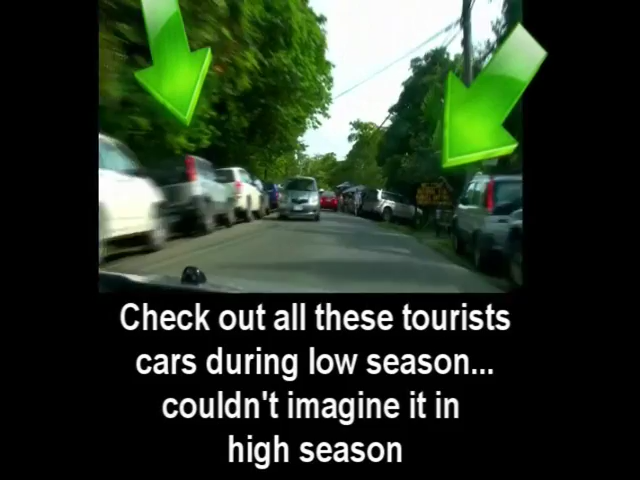 Check out all these tourists
cars during low season...
couldn't imagine it in
high season